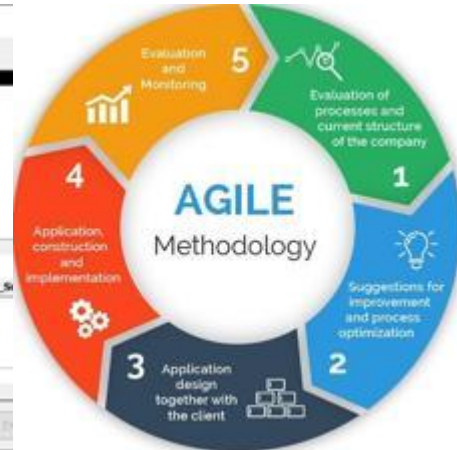 AGILE
Methodology
Evaluation of
processes and
current structure
of the company
1
Suggestions for
improvement
and process
optimization
2
3
Application
design
together with
the client
4
Application,
construction
and
implementation
Evaluation
and
Monitoring
5